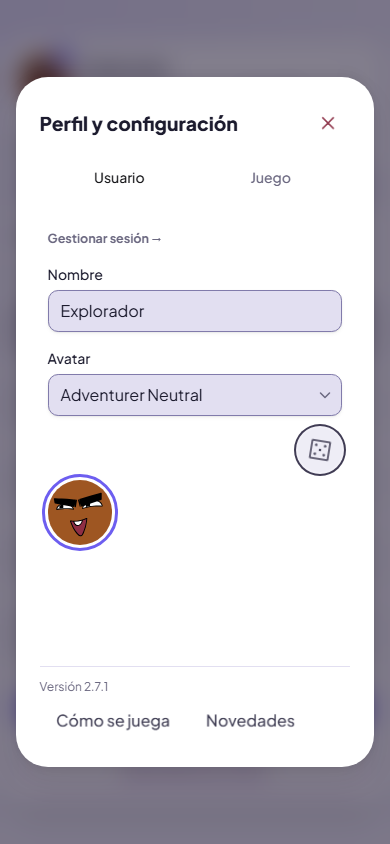 Perfil y configuración
Usuario
Juego
Gestionar sesión →
Nombre
Explorador
Avatar
Adventurer Neutral
Versión 2.7.1
Cómo se juega
Novedades